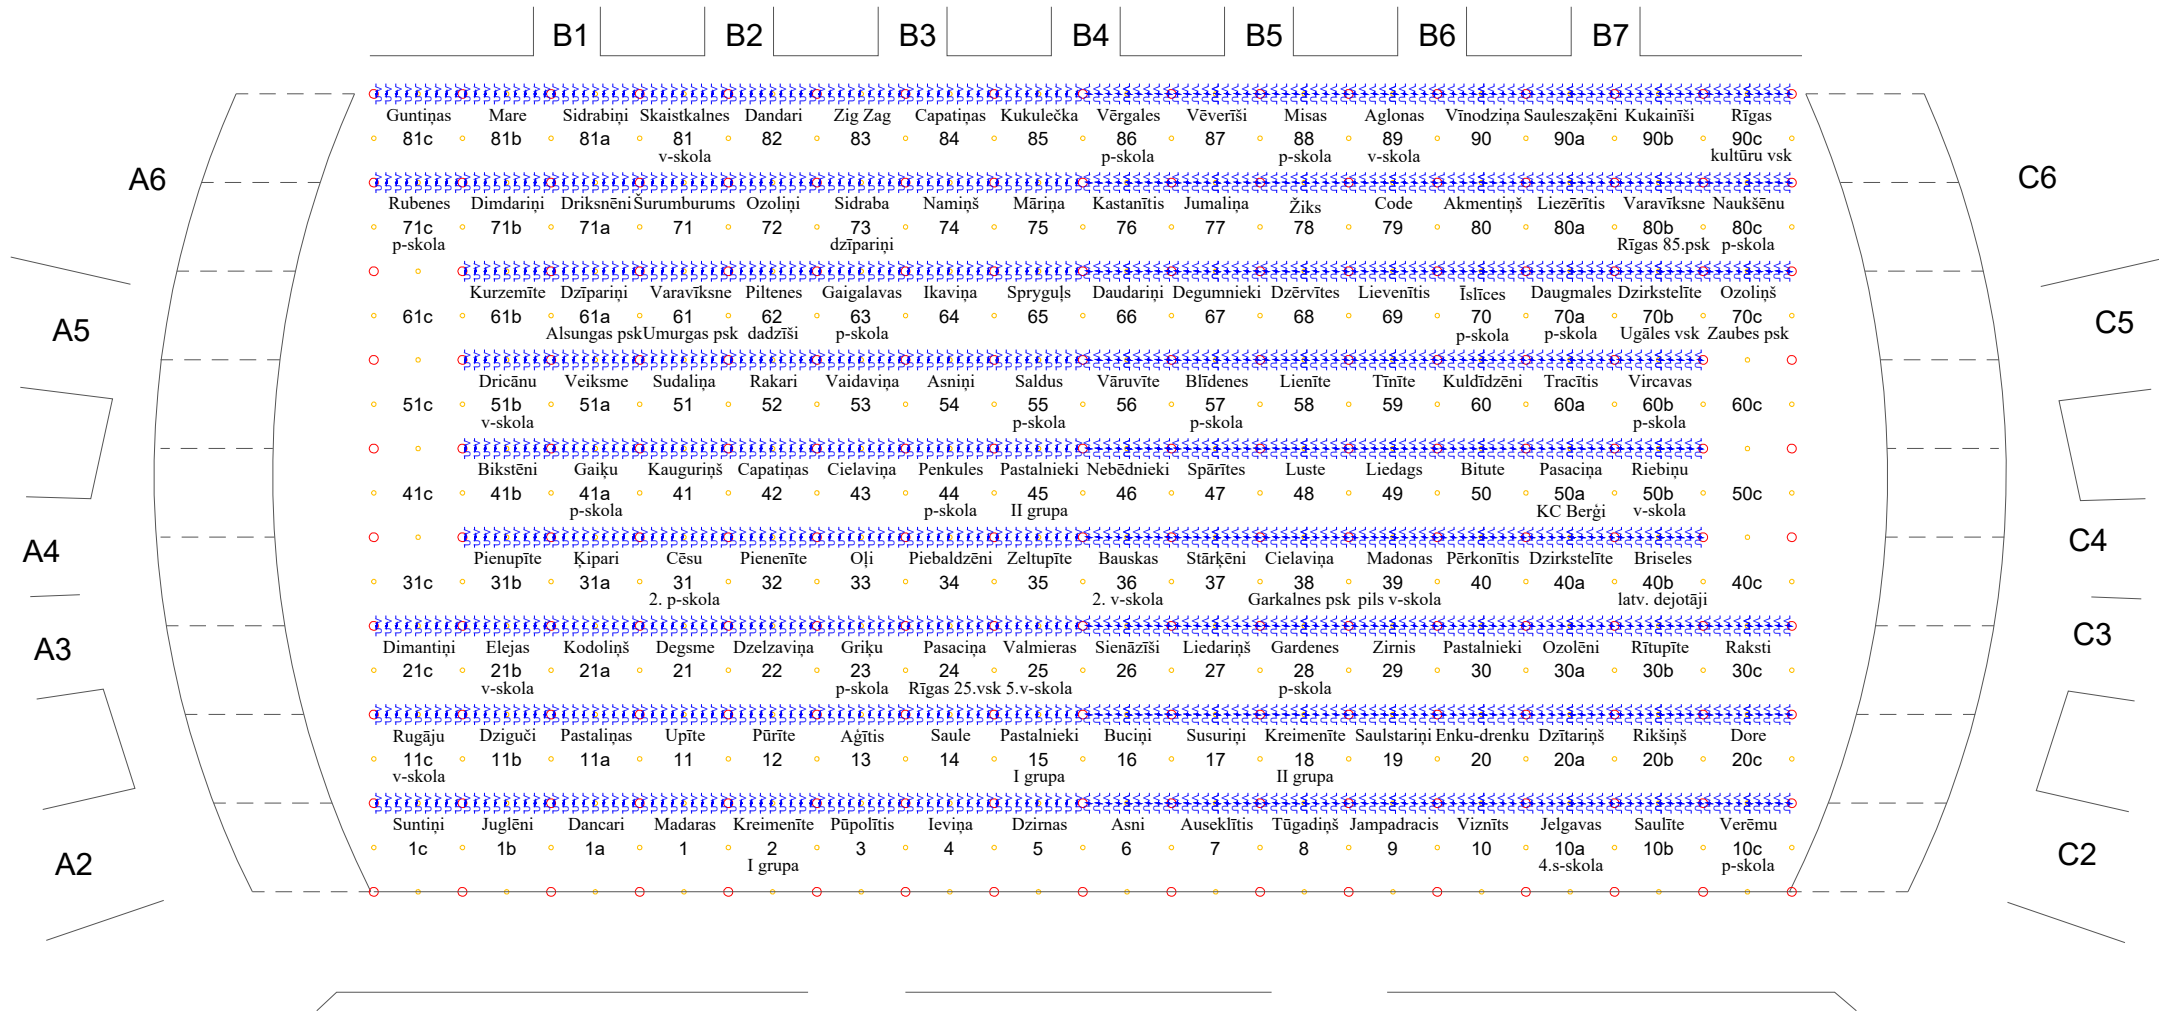 B1 B2 B3 B4 B5 B6 B7
Guntiņas Mare Sidrabiņi Skaistkalnes Dandari Zig Zag Capatiņas Kukulečka Vērgales Vēverīši Misas Aglonas Vīnodziņa Sauleszaķēni Kukainīši Rīgas
81c 81b 81a 81 82 83 84 85 86 87 88 89 90 90a 90b 90c
v-skola p-skola p-skola v-skola kultūru vsk
A6 C6
Rubenes Dimdariņi Driksnēni Šurumburums Ozoliņi Sidraba Namiņš Māriņa Kastanītis Jumaliņa Žiks Code Akmentiņš Liezērītis Varavīksne Naukšēnu
71c 71b 71a 71 72 73 74 75 76 77 78 79 80 80a 80b 80c
p-skola dzīpariņi Rīgas 85.psk p-skola
Kurzemīte Dzīpariņi Varavīksne Piltenes Gaigalavas Ikaviņa Spryguļs Daudariņi Degumnieki Dzērvītes Lievenītis Īslīces Daugmales Dzirkstelīte Ozoliņš
61c 61b 61a 61 62 63 64 65 66 67 68 69 70 70a 70b 70c
A5 C5
Alsungas psk Umurgas psk dadzīši p-skola p-skola p-skola Ugāles vsk Zaubes psk
Dricānu Veiksme Sudaliņa Rakari Vaidaviņa Asniņi Saldus Vāruvīte Blīdenes Lienīte Tīnīte Kuldīdzēni Tracītis Vircavas
51c 51b 51a 51 52 53 54 55 56 57 58 59 60 60a 60b 60c
v-skola p-skola p-skola p-skola
Bikstēni Gaiķu Kauguriņš Capatiņas Cielaviņa Penkules Pastalnieki Nebēdnieki Spārītes Luste Liedags Bitute Pasaciņa Riebiņu
41c 41b 41a 41 42 43 44 45 46 47 48 49 50 50a 50b 50c
p-skola p-skola II grupa KC Berģi v-skola
A4 C4
Pienupīte Ķipari Cēsu Pienenīte Oļi Piebaldzēni Zeltupīte Bauskas Stārķēni Cielaviņa Madonas Pērkonītis Dzirkstelīte Briseles
31c 31b 31a 31 32 33 34 35 36 37 38 39 40 40a 40b 40c
2. p-skola 2. v-skola Garkalnes psk pils v-skola latv. dejotāji
A3 C3
Dimantiņi Elejas Kodoliņš Degsme Dzelzaviņa Griķu Pasaciņa Valmieras Sienāzīši Liedariņš Gardenes Zirnis Pastalnieki Ozolēni Rītupīte Raksti
21c 21b 21a 21 22 23 24 25 26 27 28 29 30 30a 30b 30c
v-skola p-skola Rīgas 25.vsk 5.v-skola p-skola
Rugāju Dziguči Pastaliņas Upīte Pūrīte Aģītis Saule Pastalnieki Buciņi Susuriņi Kreimenīte Saulstariņi Enku-drenku Dzītariņš Rikšiņš Dore
11c 11b 11a 11 12 13 14 15 16 17 18 19 20 20a 20b 20c
v-skola I grupa II grupa
Suntiņi Juglēni Dancari Madaras Kreimenīte Pūpolītis Ieviņa Dzirnas Asni Auseklītis Tūgadiņš Jampadracis Viznīts Jelgavas Saulīte Verēmu
1c 1b 1a 1 2 3 4 5 6 7 8 9 10 10a 10b 10c
A2 C2
I grupa 4.s-skola p-skola